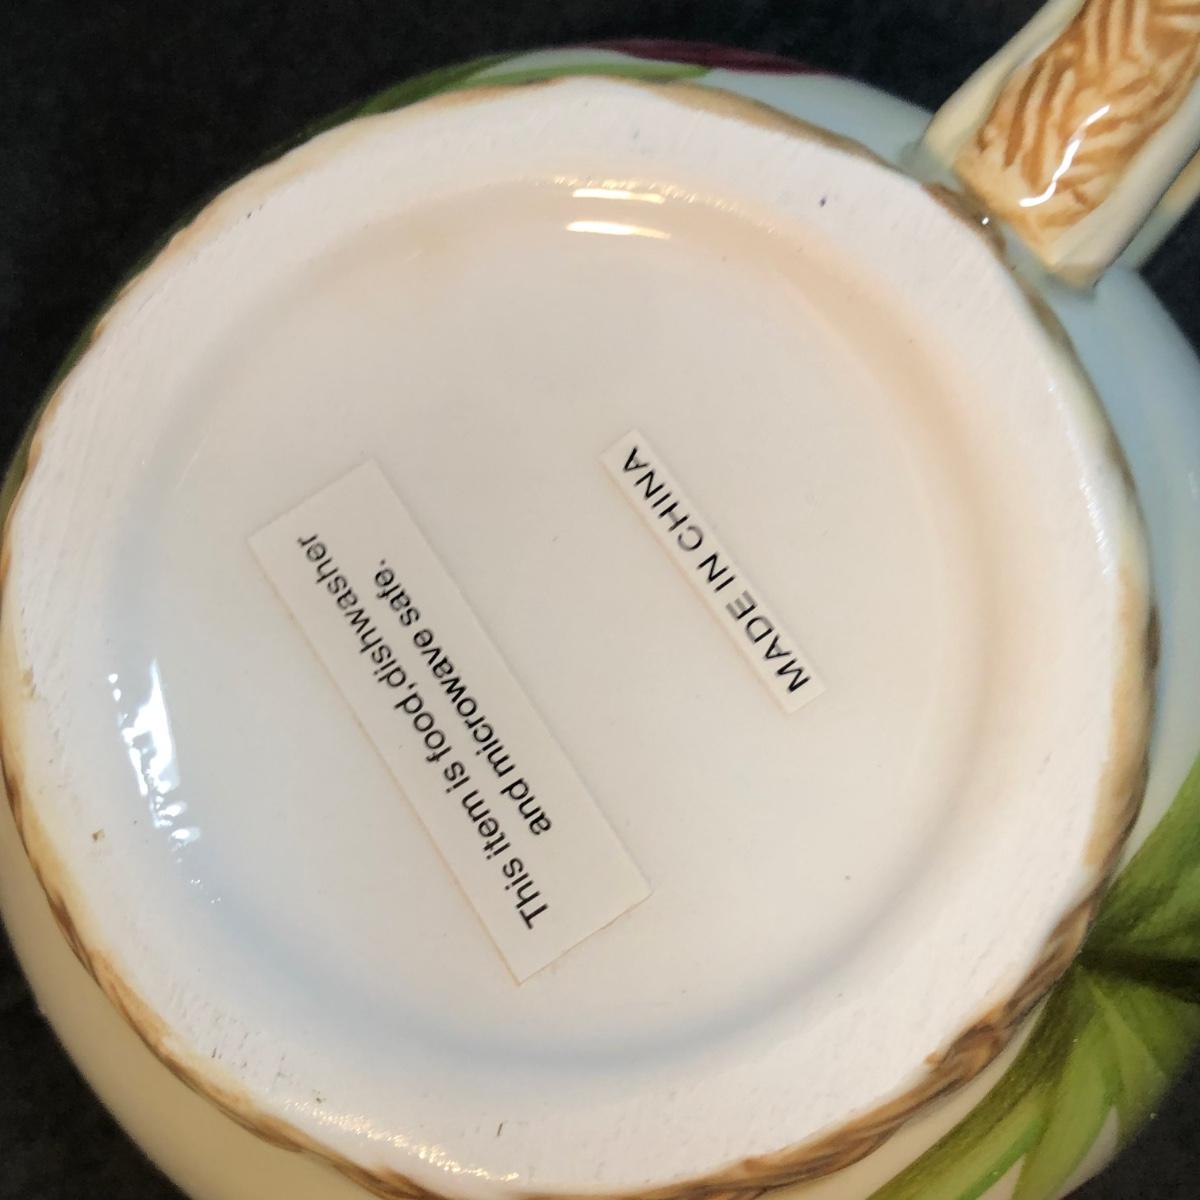 This item is food,dishwasher
and microwave safe.
MADE IN CHINA